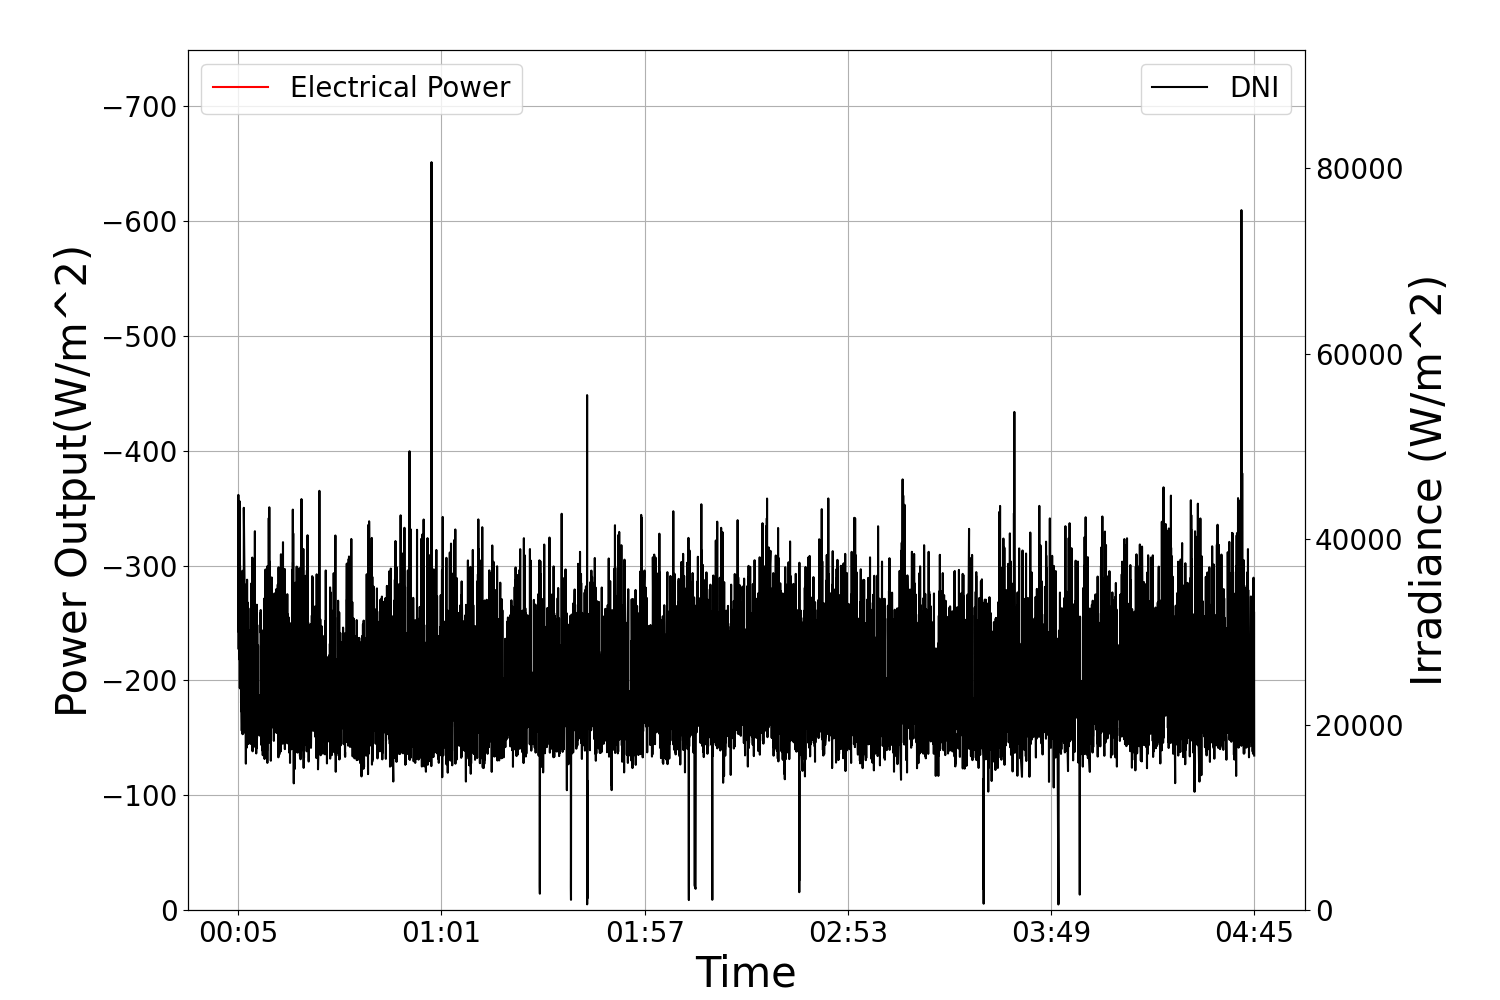 Electrical Power
DNI
Power Output(W/m^2)
−700
−600
−500
−400
−300
−200
−100
0
80000
60000
40000
20000
0
Irradiance (W/m^2)
00:05 01:01 01:57 02:53 03:49 04:45
Time